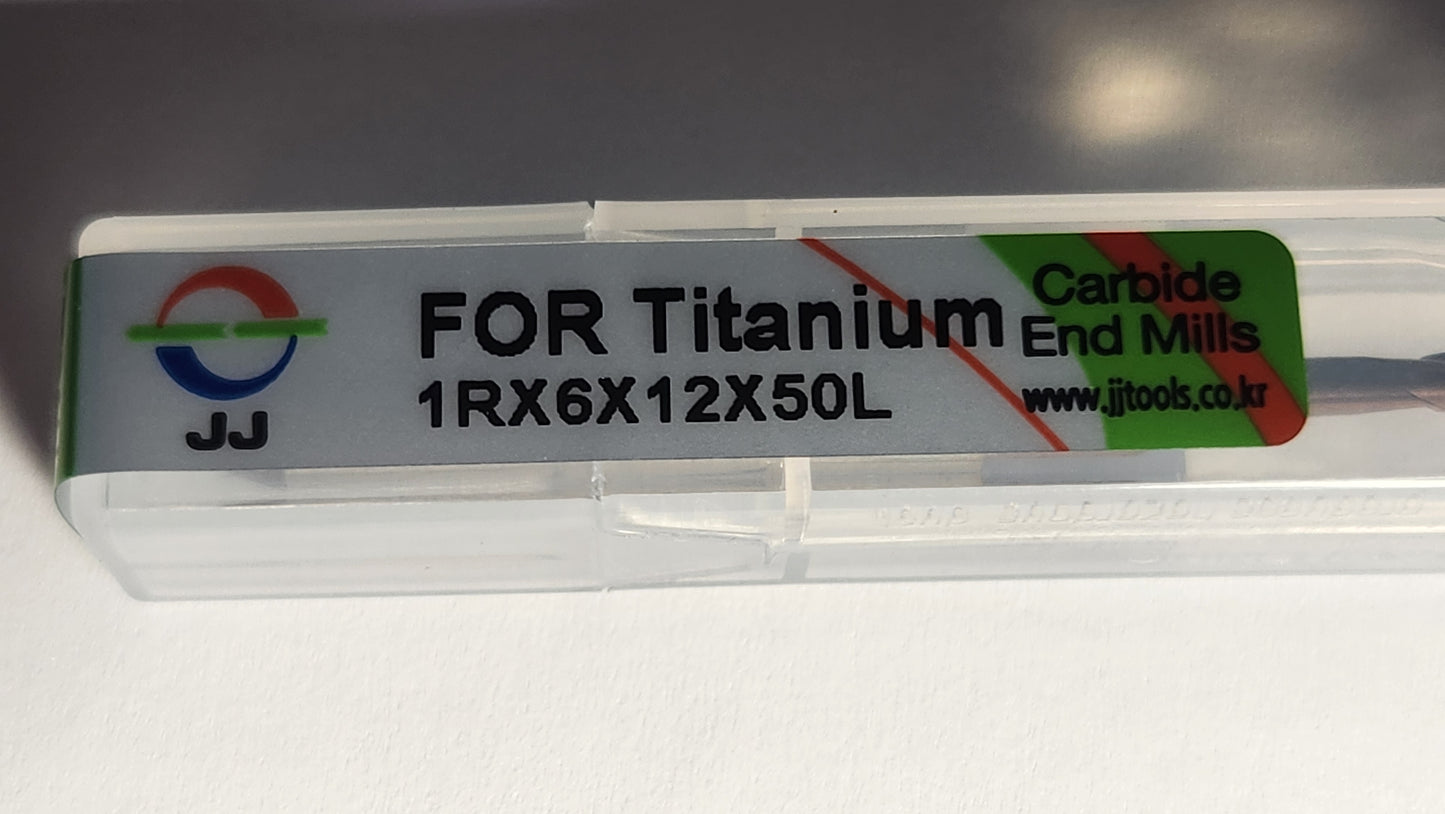 JJ
FOR Titanium
1RX6X12X50L
Carbide
End Mills
www.jjtools.co.kr